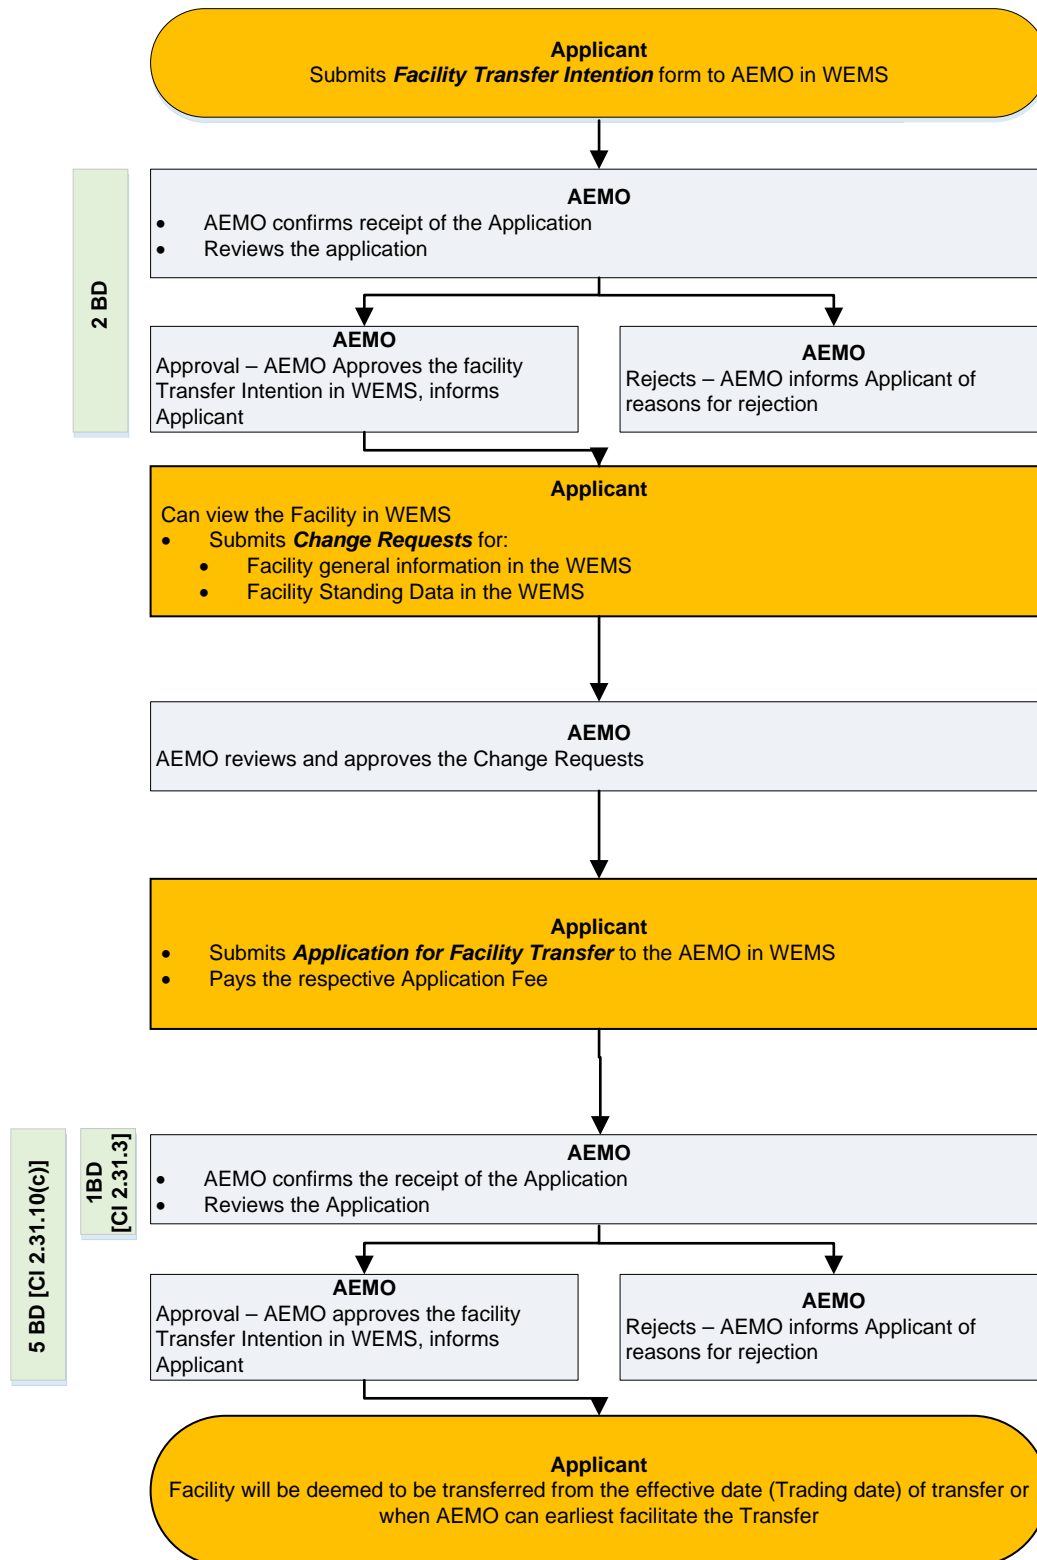 Applicant
Submits Facility Transfer Intention form to AEMO in WEMS
2 BD
AEMO
• AEMO confirms receipt of the Application
• Reviews the application
AEMO
Approval – AEMO Approves the facility
Transfer Intention in WEMS, informs
Applicant
AEMO
Rejects – AEMO informs Applicant of
reasons for rejection
Applicant
Can view the Facility in WEMS
• Submits Change Requests for:
• Facility general information in the WEMS
• Facility Standing Data in the WEMS
AEMO
AEMO reviews and approves the Change Requests
Applicant
• Submits Application for Facility Transfer to the AEMO in WEMS
• Pays the respective Application Fee
5 BD [Cl 2.31.10(c)]
1BD
[Cl 2.31.3]
AEMO
• AEMO confirms the receipt of the Application
• Reviews the Application
AEMO
Approval – AEMO approves the facility
Transfer Intention in WEMS, informs
Applicant
AEMO
Rejects – AEMO informs Applicant of
reasons for rejection
Applicant
Facility will be deemed to be transferred from the effective date (Trading date) of transfer or
when AEMO can earliest facilitate the Transfer